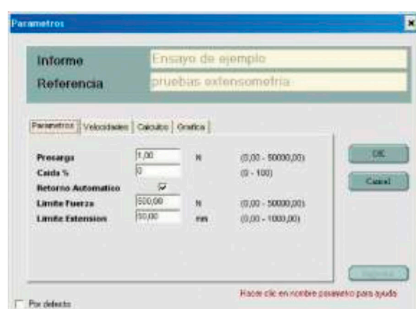 Parametros
Informe Ensayo de ejemplo
Referencia pruebas extensometria
Parametros Velocidades Calculos Grafica
Precarga 1,00 N (0,00 - 50000,00)
Caida % 0 (0 - 100)
Retorno Automatico
Limite Fuerza 500,00 N (0,00 - 50000,00)
Limite Extension 50,00 mm (0,00 - 1000,00)
OK
Cancel
Hacer clic en nombre parametro para ayuda
Por defecto